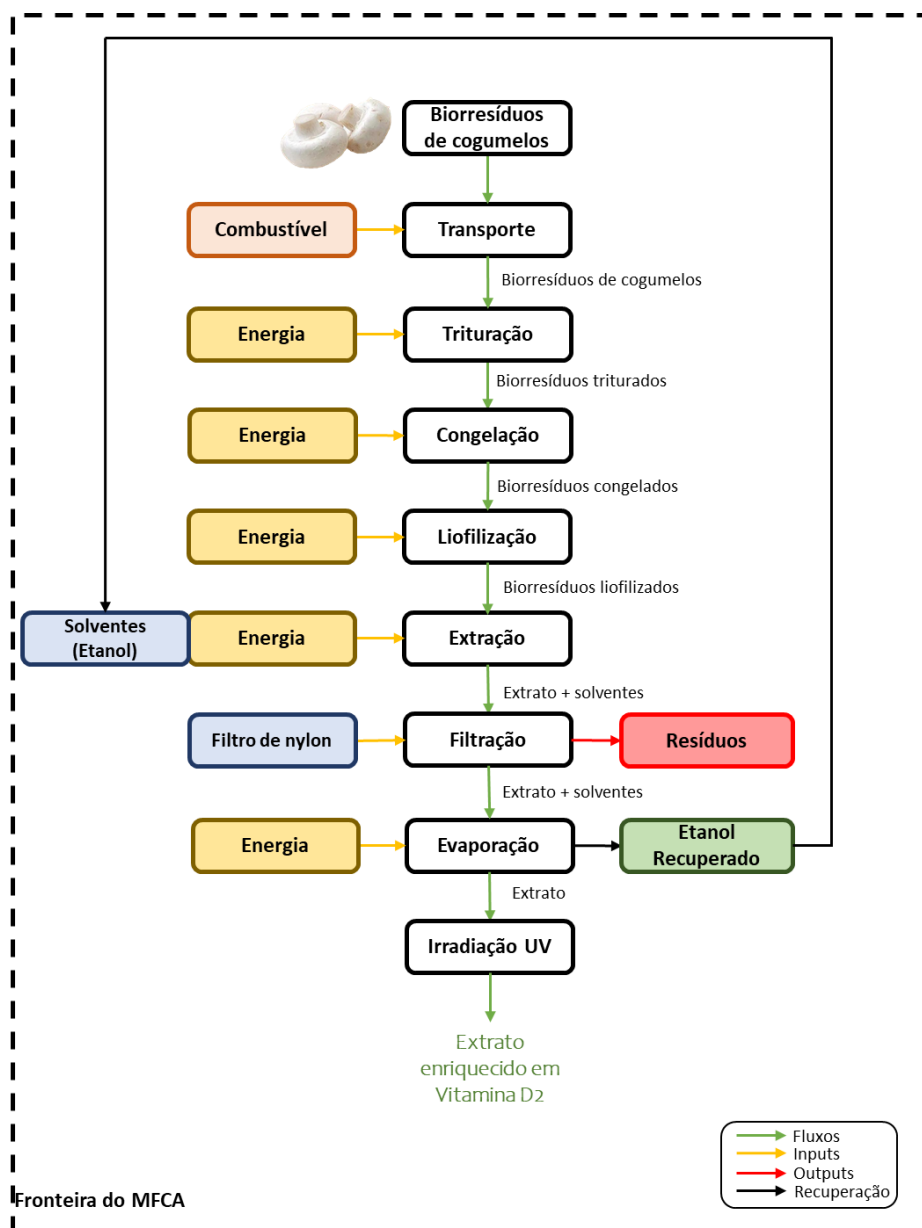 Biorresíduos
de cogumelos
Combustível
Transporte
Biorresíduos de cogumelos
Energia
Trituração
Biorresíduos triturados
Energia
Congelação
Biorresíduos congelados
Energia
Liofilização
Biorresíduos liofilizados
Solventes
(Etanol)
Energia
Extração
Extrato + solventes
Filtro de nylon
Filtração
Resíduos
Extrato + solventes
Energia
Evaporação
Etanol
Recuperado
Extrato
Irradiação UV
Extrato
enriquecido em
Vitamina D2
Fluxos
Inputs
Outputs
Recuperação
Fronteira do MFCA